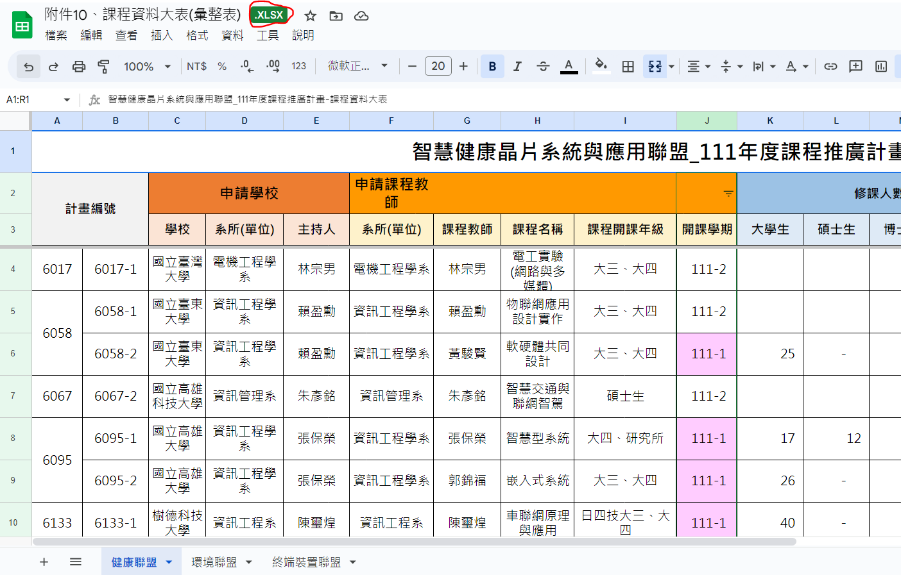 附件10、課程資料大表(彙整表) .XLSX
檔案 編輯 查看 插入 格式 資料 工具 說明
100% NT$ % .0 .00 123 微軟正... 20 B I A
A1:R1 fx 智慧健康晶片系統與應用聯盟_111年度課程推廣計畫-課程資料大表
A B C D E F G H I J K L
1 智慧健康晶片系統與應用聯盟_111年度課程推廣計畫
2 計畫編號 申請學校 申請課程教師 修課人數
3 學校 系所(單位) 主持人 系所(單位) 課程教師 課程名稱 課程開課年級 開課學期 大學生 碩士生
4 6017 6017-1 國立臺灣大學 電機工程學系 林宗男 電機工程學系 林宗男 電工實驗(網路與多媒體) 大三、大四 111-2
5 6058 6058-1 國立臺東大學 資訊工程學系 賴盈勳 資訊工程學系 賴盈勳 物聯網應用設計實作 大三、大四 111-2
6 6058-2 國立臺東大學 資訊工程學系 賴盈勳 資訊工程學系 黃駿賢 軟硬體共同設計 大三、大四 111-1 25 -
7 6067 6067-2 國立高雄科技大學 資訊管理系 朱彥銘 資訊管理系 朱彥銘 智慧交通與聯網智駕 碩士生 111-2
8 6095 6095-1 國立高雄大學 資訊工程學系 張保榮 資訊工程學系 張保榮 智慧型系統 大四、研究所 111-1 17 12
9 6095-2 國立高雄大學 資訊工程學系 張保榮 資訊工程學系 郭錦福 嵌入式系統 大三、大四 111-1 26 -
10 6133 6133-1 樹德科技大學 資訊工程系 陳璽煌 資訊工程系 陳璽煌 車聯網原理與應用 日四技大三、大四 111-1 40 -
健康聯盟 環境聯盟 終端裝置聯盟